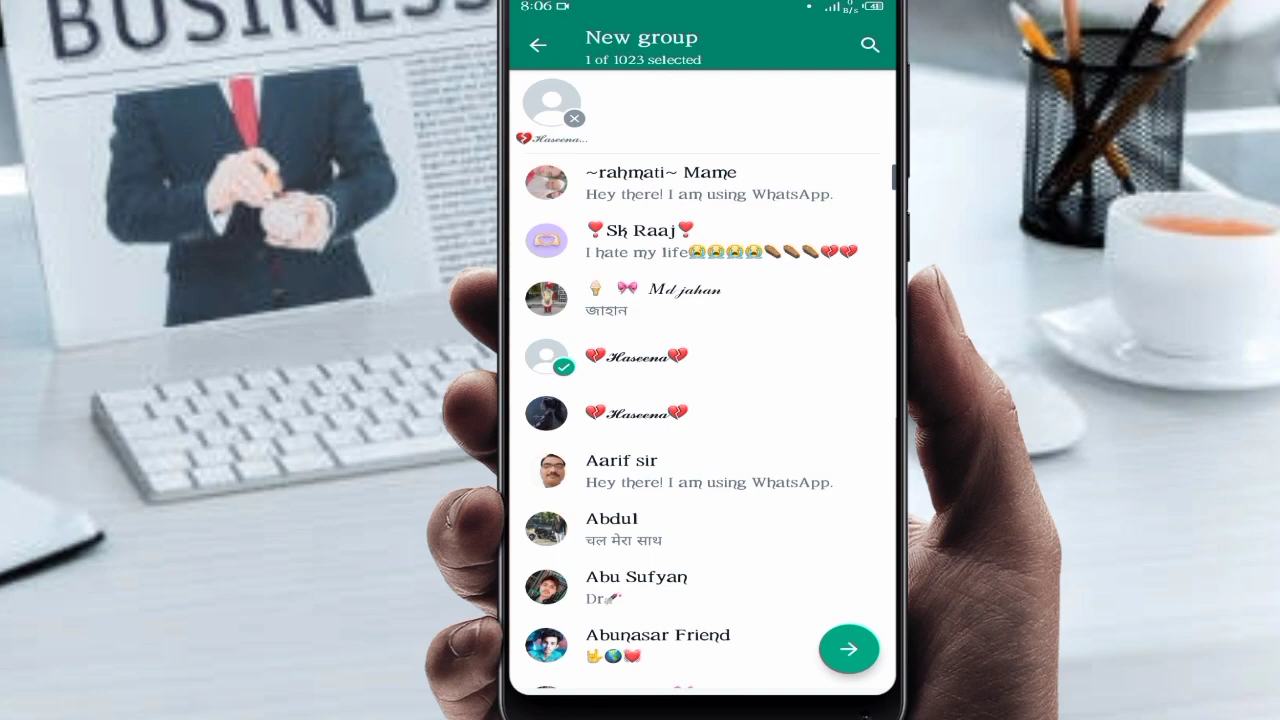 BUSINESS
8:06
0
B/s
41
New group
1 of 1023 selected
💔𝓗𝓪𝓼𝓮𝓮𝓷𝓪...
~rahmati~ Mame
Hey there! I am using WhatsApp.
❣️Sk Raaj❣️
I hate my life😭😭😭😭⚰️⚰️⚰️💔💔
🍦 🎀 𝑀𝒹 𝒿𝒶𝒽𝒶𝓃
জাহান
💔𝓗𝓪𝓼𝓮𝓮𝓷𝓪💔
💔𝓗𝓪𝓼𝓮𝓮𝓷𝓪💔
Aarif sir
Hey there! I am using WhatsApp.
Abdul
चल मेरा साथ
Abu Sufyan
Dr💉
Abunasar Friend
🤟🌎💓